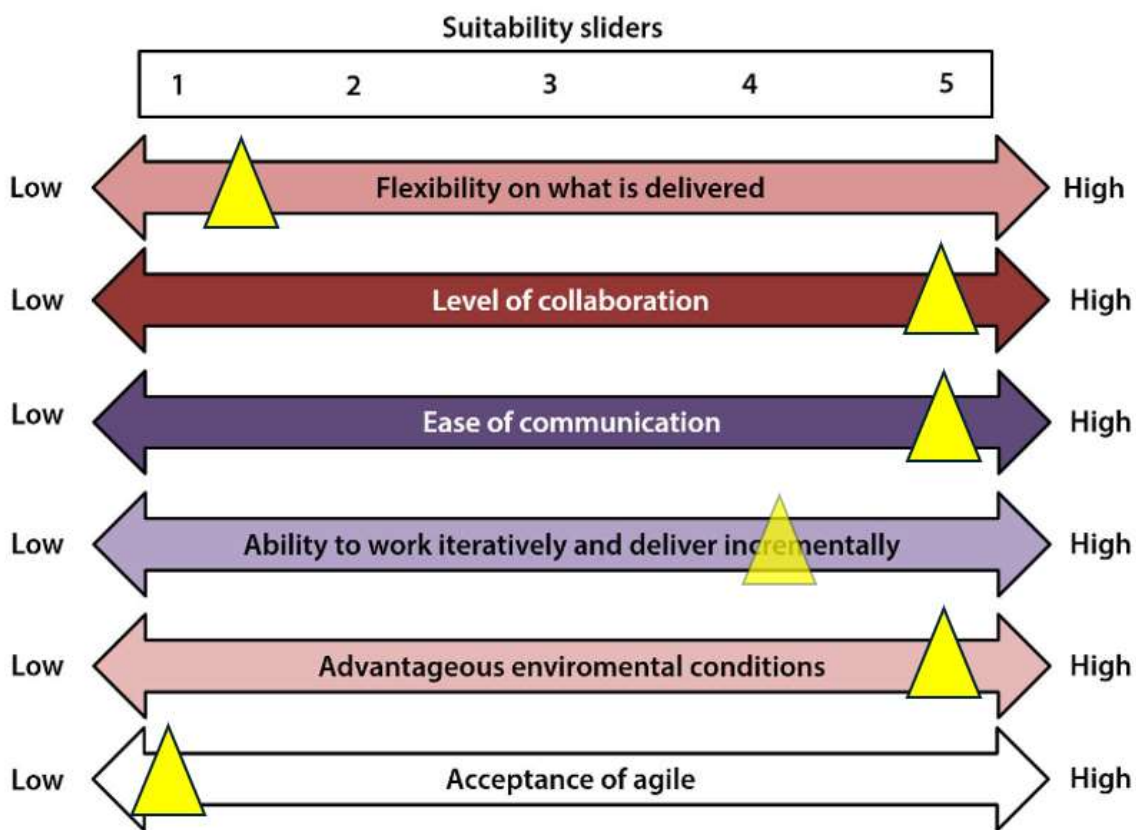 Suitability sliders
1 2 3 4 5
Low Flexibility on what is delivered High
Low Level of collaboration High
Low Ease of communication High
Low Ability to work iteratively and deliver incrementally High
Low Advantageous enviromental conditions High
Low Acceptance of agile High